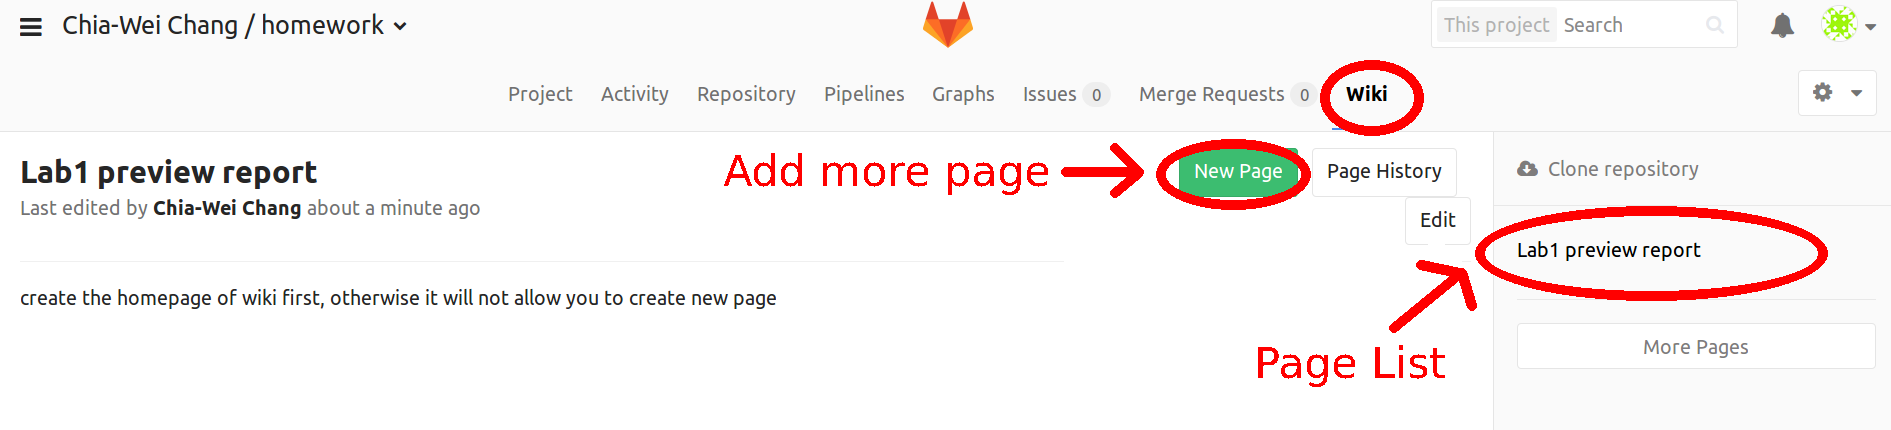 Chia-Wei Chang / homework
This project Search
Project Activity Repository Pipelines Graphs Issues 0 Merge Requests 0 Wiki
Lab1 preview report
Last edited by Chia-Wei Chang about a minute ago
Add more page
New Page
Page History
Edit
create the homepage of wiki first, otherwise it will not allow you to create new page
Clone repository
Lab1 preview report
Page List
More Pages